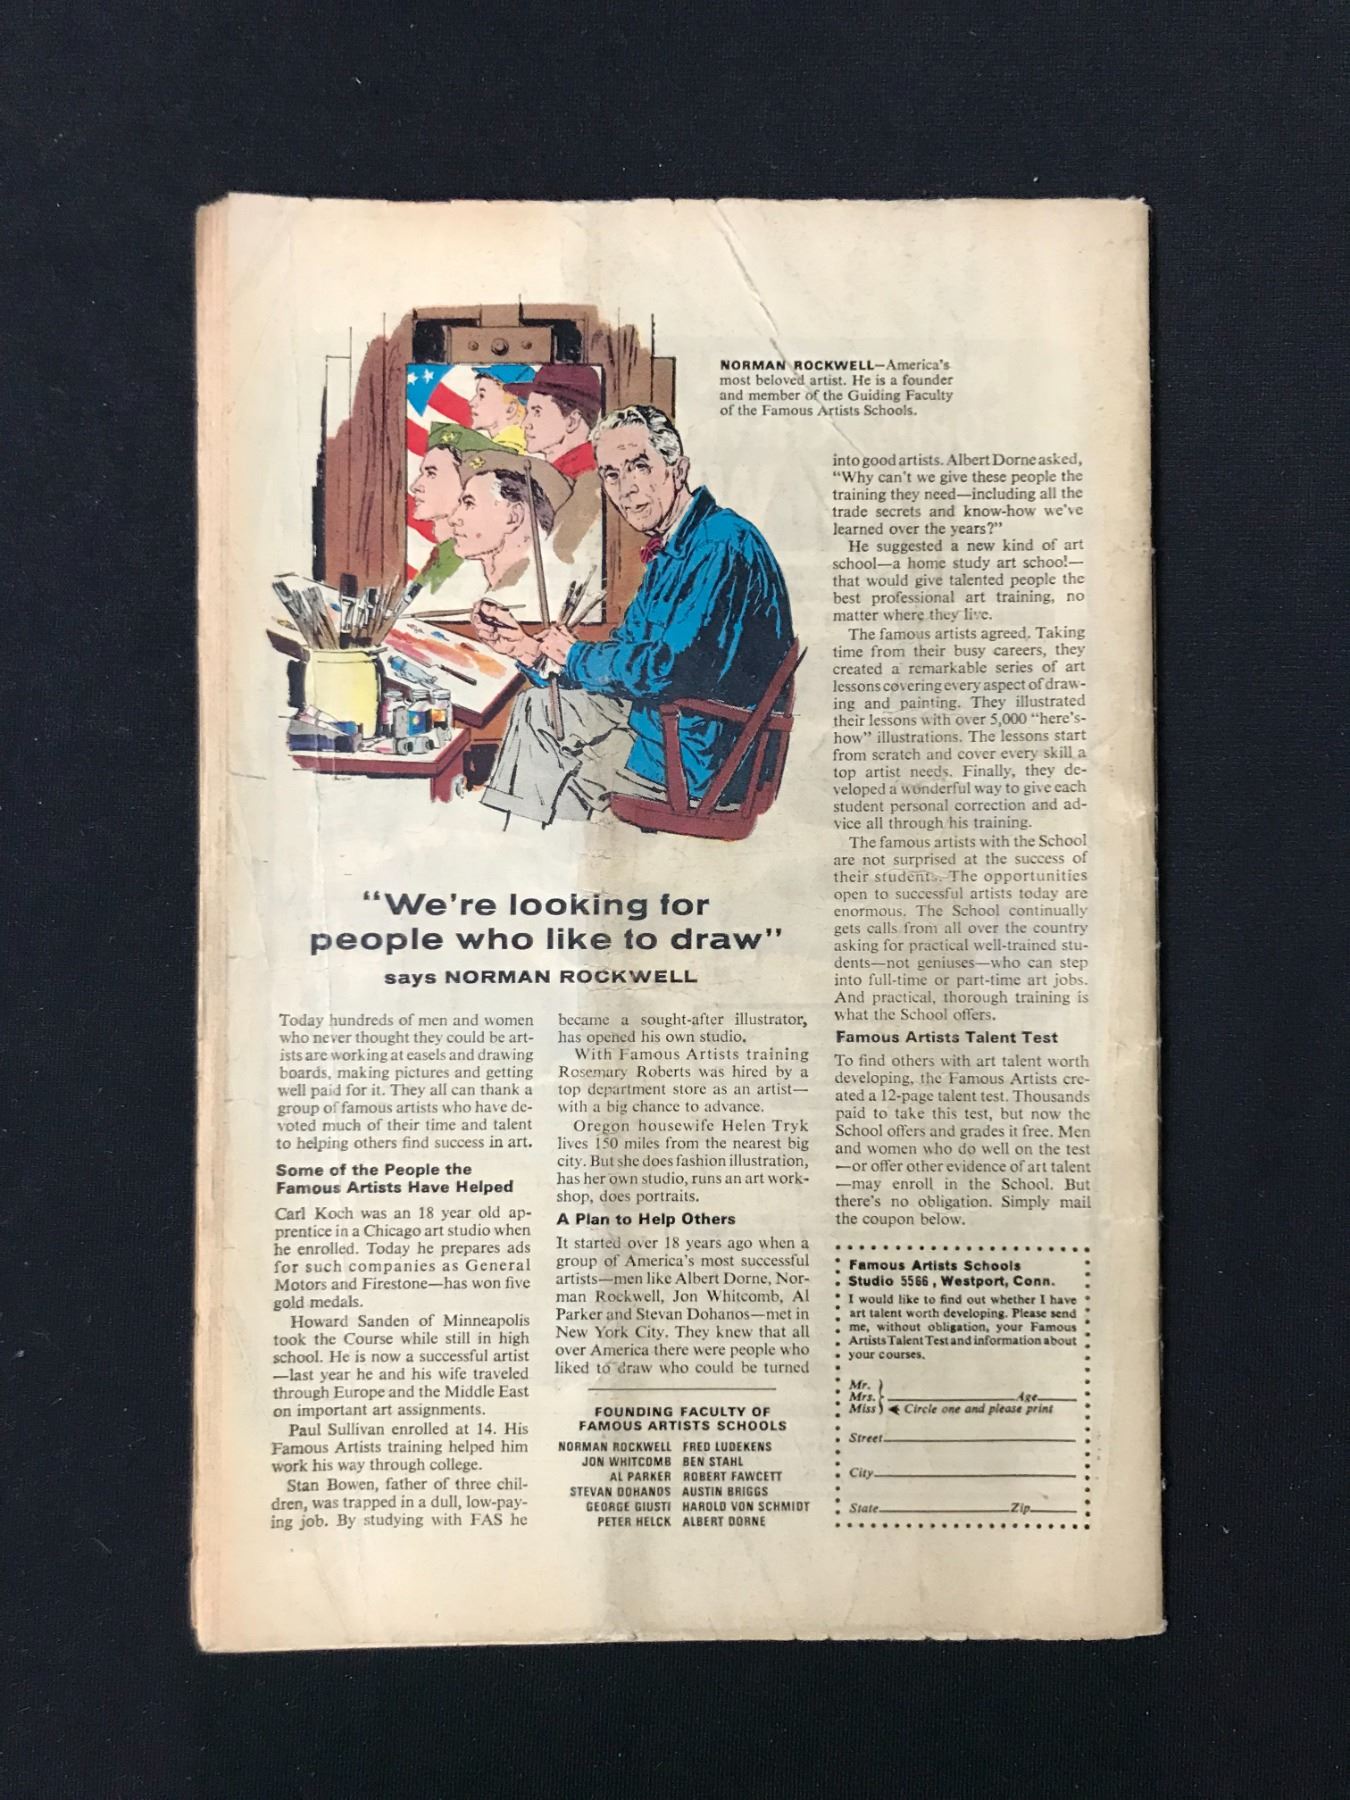 NORMAN ROCKWELL—America's
most beloved artist. He is a founder
and member of the Guiding Faculty
of the Famous Artists Schools.
"We're looking for
people who like to draw"
says NORMAN ROCKWELL
Today hundreds of men and women
who never thought they could be art-
ists are working at easels and drawing
boards, making pictures and getting
well paid for it. They all can thank a
group of famous artists who have de-
voted much of their time and talent
to helping others find success in art.
Some of the People the
Famous Artists Have Helped
Carl Koch was an 18 year old ap-
prentice in a Chicago art studio when
he enrolled. Today he prepares ads
for such companies as General
Motors and Firestone—has won five
gold medals.
Howard Sanden of Minneapolis
took the Course while still in high
school. He is now a successful artist
—last year he and his wife traveled
through Europe and the Middle East
on important art assignments.
Paul Sullivan enrolled at 14. His
Famous Artists training helped him
work his way through college.
Stan Bowen, father of three chil-
dren, was trapped in a dull, low-pay-
ing job. By studying with FAS he
became a sought-after illustrator,
has opened his own studio.
With Famous Artists training
Rosemary Roberts was hired by a
top department store as an artist—
with a big chance to advance.
Oregon housewife Helen Tryk
lives 150 miles from the nearest big
city. But she does fashion illustration,
has her own studio, runs an art work-
shop, does portraits.
A Plan to Help Others
It started over 18 years ago when a
group of America's most successful
artists—men like Albert Dorne, Nor-
man Rockwell, Jon Whitcomb, Al
Parker and Stevan Dohanos—met in
New York City. They knew that all
over America there were people who
liked to draw who could be turned
FOUNDING FACULTY OF
FAMOUS ARTISTS SCHOOLS
NORMAN ROCKWELL FRED LUDEKENS
JON WHITCOMB BEN STAHL
AL PARKER ROBERT FAWCETT
STEVAN DOHANOS AUSTIN BRIGGS
GEORGE GIUSTI HAROLD VON SCHMIDT
PETER HELCK ALBERT DORNE
into good artists. Albert Dorne asked,
"Why can't we give these people the
training they need—including all the
trade secrets and know-how we've
learned over the years?"
He suggested a new kind of art
school—a home study art school—
that would give talented people the
best professional art training, no
matter where they live.
The famous artists agreed. Taking
time from their busy careers, they
created a remarkable series of art
lessons covering every aspect of draw-
ing and painting. They illustrated
their lessons with over 5,000 "here's-
how" illustrations. The lessons start
from scratch and cover every skill a
top artist needs. Finally, they de-
veloped a wonderful way to give each
student personal correction and ad-
vice all through his training.
The famous artists with the School
are not surprised at the success of
their students. The opportunities
open to successful artists today are
enormous. The School continually
gets calls from all over the country
asking for practical well-trained stu-
dents—not geniuses—who can step
into full-time or part-time art jobs.
And practical, thorough training is
what the School offers.
Famous Artists Talent Test
To find others with art talent worth
developing, the Famous Artists cre-
ated a 12-page talent test. Thousands
paid to take this test, but now the
School offers and grades it free. Men
and women who do well on the test
—or offer other evidence of art talent
—may enroll in the School. But
there's no obligation. Simply mail
the coupon below.
Famous Artists Schools
Studio 5566, Westport, Conn.
I would like to find out whether I have
art talent worth developing. Please send
me, without obligation, your Famous
Artists Talent Test and information about
your courses.
Mr.
Mrs. Age
Miss Circle one and please print
Street
City
State Zip